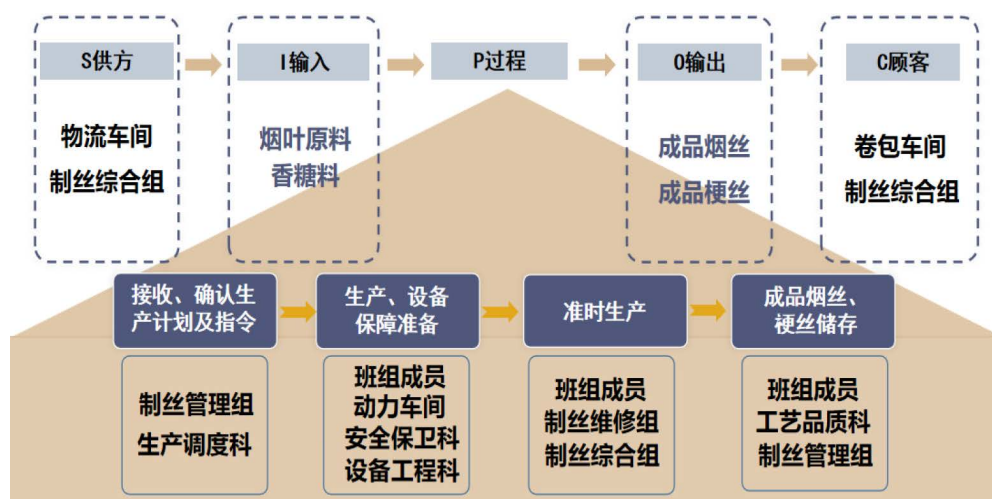 S供方
I输入
P过程
O输出
C顾客
物流车间
制丝综合组
烟叶原料
香糖料
成品烟丝
成品梗丝
卷包车间
制丝综合组
接收、确认生
产计划及指令
生产、设备
保障准备
准时生产
成品烟丝、
梗丝储存
制丝管理组
生产调度科
班组成员
动力车间
安全保卫科
设备工程科
班组成员
制丝维修组
制丝综合组
班组成员
工艺品质科
制丝管理组